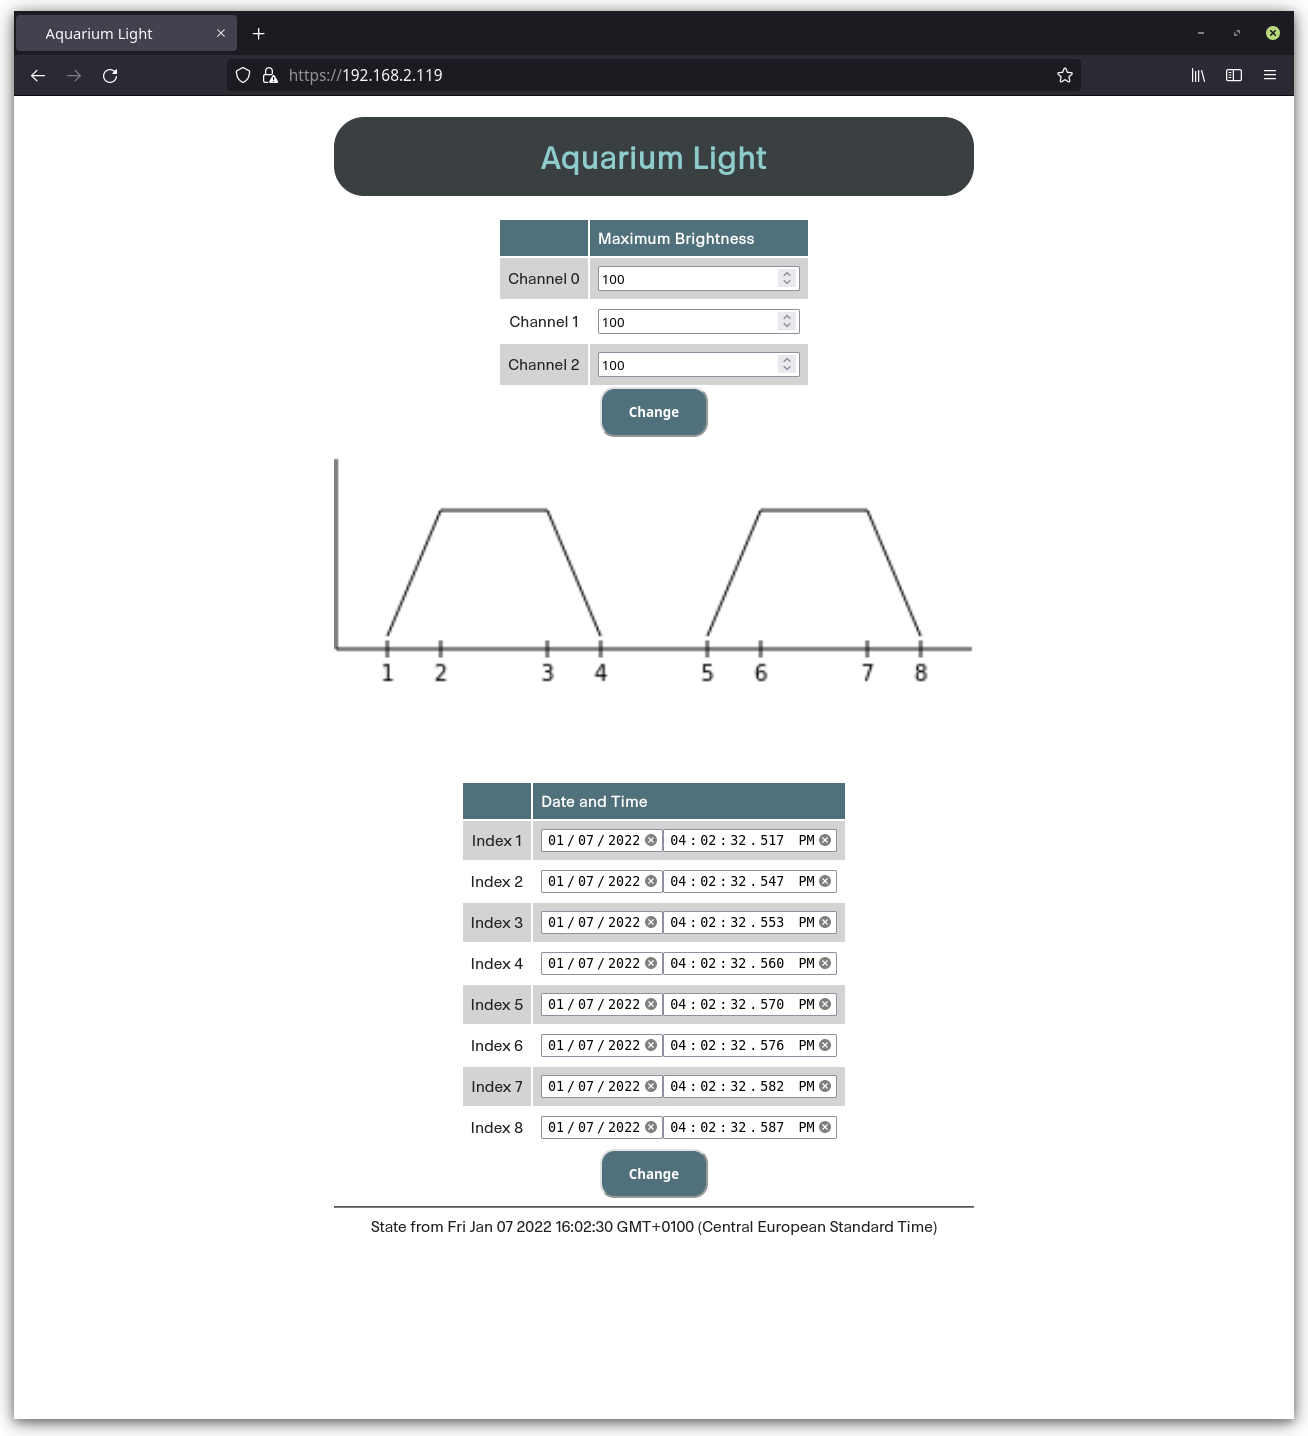 Aquarium Light
https://192.168.2.119
Aquarium Light
Maximum Brightness
Channel 0 100
Channel 1 100
Channel 2 100
Change
1 2 3 4 5 6 7 8
Date and Time
Index 1 01/07/2022 04:02:32.517 PM
Index 2 01/07/2022 04:02:32.547 PM
Index 3 01/07/2022 04:02:32.553 PM
Index 4 01/07/2022 04:02:32.560 PM
Index 5 01/07/2022 04:02:32.570 PM
Index 6 01/07/2022 04:02:32.576 PM
Index 7 01/07/2022 04:02:32.582 PM
Index 8 01/07/2022 04:02:32.587 PM
Change
State from Fri Jan 07 2022 16:02:30 GMT+0100 (Central European Standard Time)